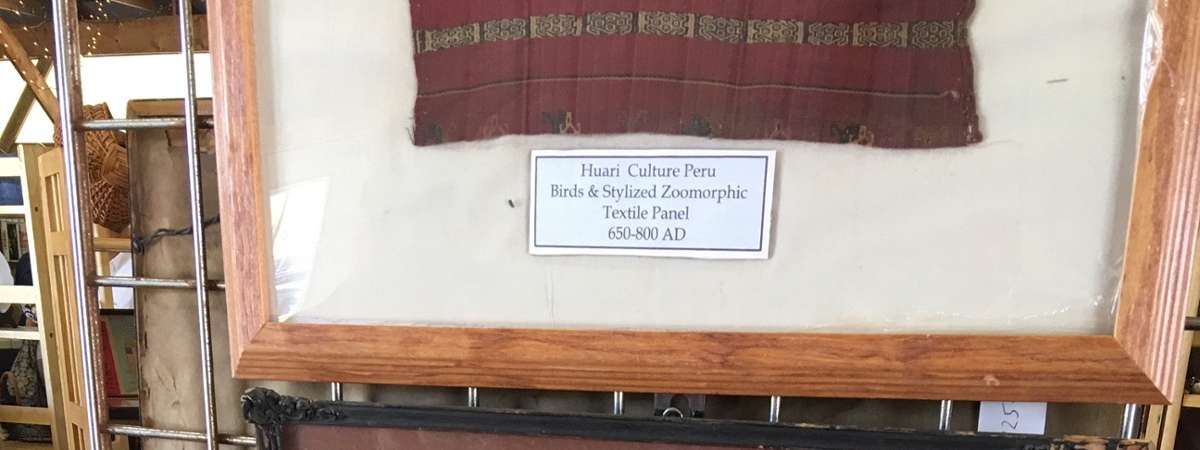 Huari Culture Peru
Birds & Stylized Zoomorphic
Textile Panel
650-800 AD